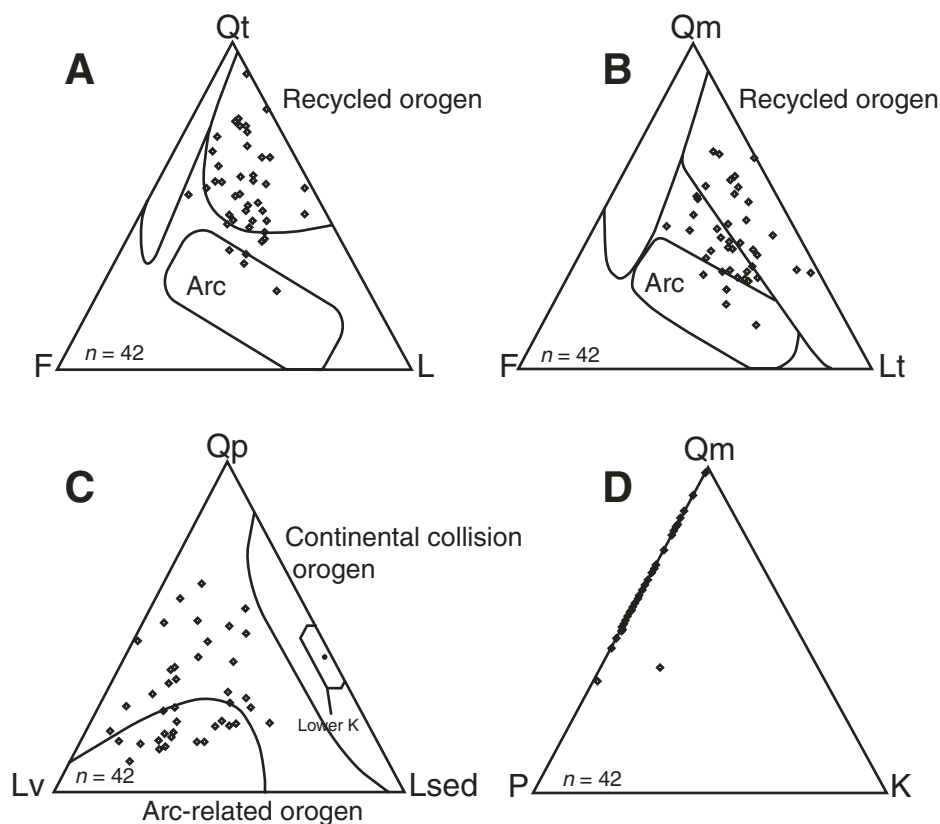 Qt
A
Recycled orogen
Arc
F
n = 42
L
Qm
B
Recycled orogen
Arc
F
n = 42
Lt
Qp
C
Continental collision
orogen
Lower K
Lv
n = 42
Lsed
Arc-related orogen
Qm
D
P
n = 42
K